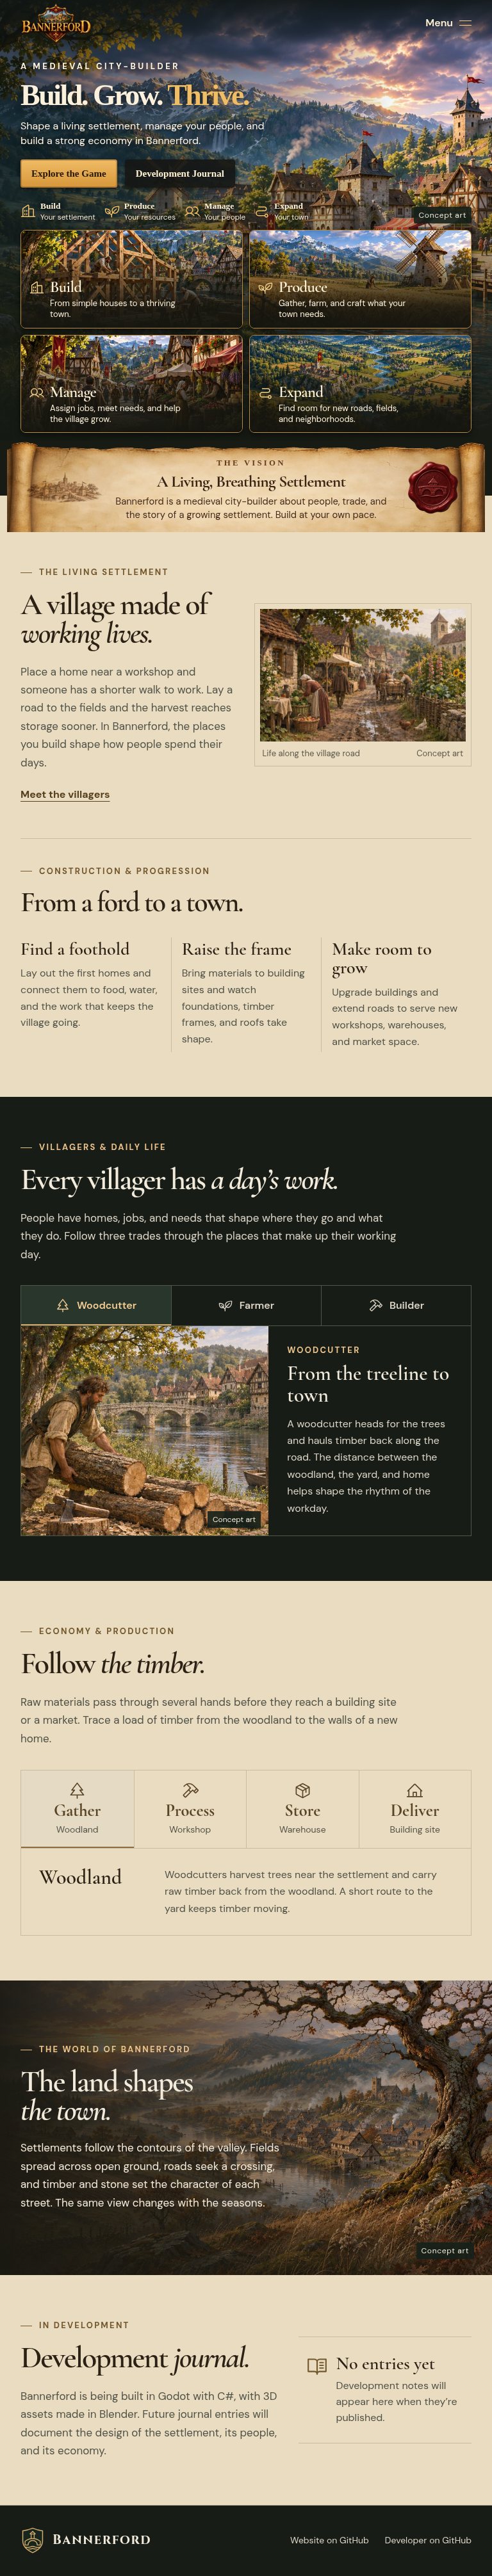 BANNERFORD
Menu
A MEDIEVAL CITY-BUILDER
Build. Grow. Thrive.
Shape a living settlement, manage your people, and
build a strong economy in Bannerford.
Explore the Game
Development Journal
Build
Your settlement
Produce
Your resources
Manage
Your people
Expand
Your town
Concept art
Build
From simple houses to a thriving
town.
Produce
Gather, farm, and craft what your
town needs.
Manage
Assign jobs, meet needs, and help
the village grow.
Expand
Find room for new roads, fields,
and neighborhoods.
THE VISION
A Living, Breathing Settlement
Bannerford is a medieval city-builder about people, trade, and
the story of a growing settlement. Build at your own pace.
THE LIVING SETTLEMENT
A village made of
working lives.
Place a home near a workshop and
someone has a shorter walk to work. Lay a
road to the fields and the harvest reaches
storage sooner. In Bannerford, the places
you build shape how people spend their
days.
Meet the villagers
Life along the village road
Concept art
CONSTRUCTION & PROGRESSION
From a ford to a town.
Find a foothold
Lay out the first homes and
connect them to food, water,
and the work that keeps the
village going.
Raise the frame
Bring materials to building
sites and watch
foundations, timber
frames, and roofs take
shape.
Make room to
grow
Upgrade buildings and
extend roads to serve new
workshops, warehouses,
and market space.
VILLAGERS & DAILY LIFE
Every villager has a day’s work.
People have homes, jobs, and needs that shape where they go and what
they do. Follow three trades through the places that make up their working
day.
Woodcutter
Farmer
Builder
Concept art
WOODCUTTER
From the treeline to
town
A woodcutter heads for the trees
and hauls timber back along the
road. The distance between the
woodland, the yard, and home
helps shape the rhythm of the
workday.
ECONOMY & PRODUCTION
Follow the timber.
Raw materials pass through several hands before they reach a building site
or a market. Trace a load of timber from the woodland to the walls of a new
home.
Gather
Woodland
Process
Workshop
Store
Warehouse
Deliver
Building site
Woodland
Woodcutters harvest trees near the settlement and carry
raw timber back from the woodland. A short route to the
yard keeps timber moving.
THE WORLD OF BANNERFORD
The land shapes
the town.
Settlements follow the contours of the valley. Fields
spread across open ground, roads seek a crossing,
and timber and stone set the character of each
street. The same view changes with the seasons.
Concept art
IN DEVELOPMENT
Development journal.
Bannerford is being built in Godot with C#, with 3D
assets made in Blender. Future journal entries will
document the design of the settlement, its people,
and its economy.
No entries yet
Development notes will
appear here when they’re
published.
BANNERFORD
Website on GitHub
Developer on GitHub